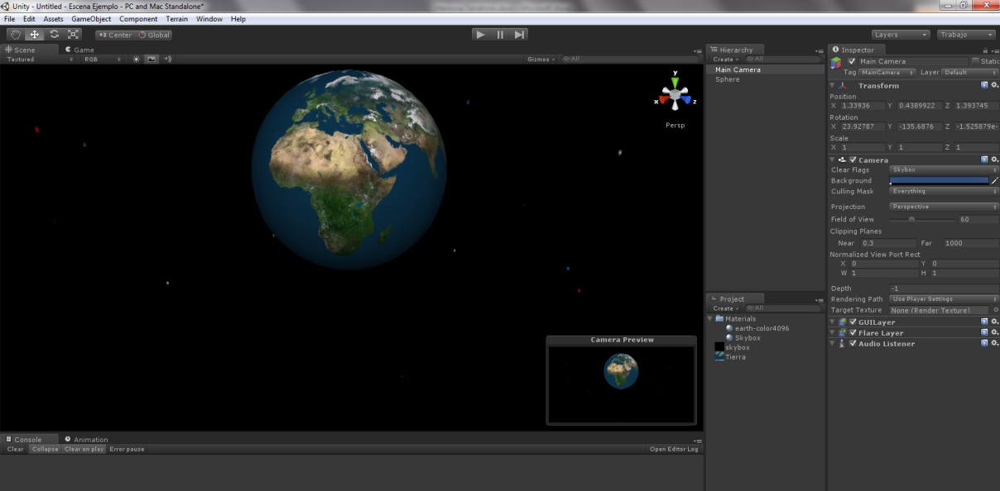 Unity - Untitled - Escena Ejemplo - PC and Mac Standalone*
File Edit Assets GameObject Component Terrain Window Help
Center Global
Layers
Trabajo
Scene
Game
Textured
RGB
Gizmos
All
y
x
z
Persp
Camera Preview
Console
Animation
Clear Collapse Clear on play Error pause
Open Editor Log
Hierarchy
Create
All
Main Camera
Sphere
Project
Create
All
Materials
earth-color4096
Skybox
skybox
Tierra
Inspector
Main Camera
Static
Tag MainCamera Layer Default
Transform
Position
X 1.33936 Y 0.4389922 Z 1.393745
Rotation
X 23.92787 Y -135.6876 Z -1.525879e-
Scale
X 1 Y 1 Z 1
Camera
Clear Flags Skybox
Background
Culling Mask Everything
Projection Perspective
Field of View 60
Clipping Planes
Near 0.3 Far 1000
Normalized View Port Rect
X 0 Y 0
W 1 H 1
Depth -1
Rendering Path Use Player Settings
Target Texture None (Render Texture)
GUILayer
Flare Layer
Audio Listener